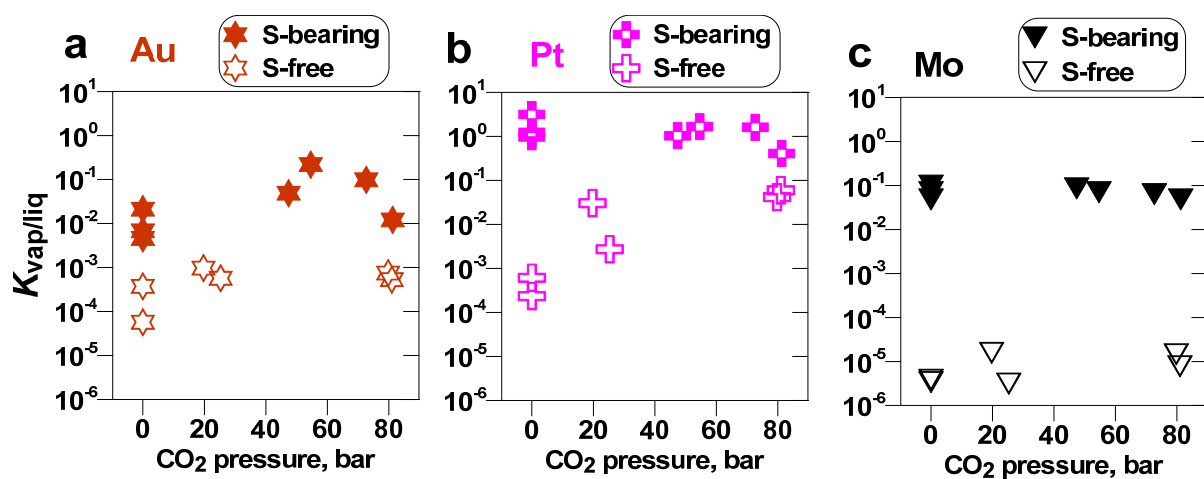 a Au
S-bearing
S-free
b Pt
S-bearing
S-free
c Mo
S-bearing
S-free
K vap/liq
10^1
10^0
10^-1
10^-2
10^-3
10^-4
10^-5
10^-6
0 20 40 60 80
CO2 pressure, bar
10^1
10^0
10^-1
10^-2
10^-3
10^-4
10^-5
10^-6
0 20 40 60 80
CO2 pressure, bar
10^1
10^0
10^-1
10^-2
10^-3
10^-4
10^-5
10^-6
0 20 40 60 80
CO2 pressure, bar